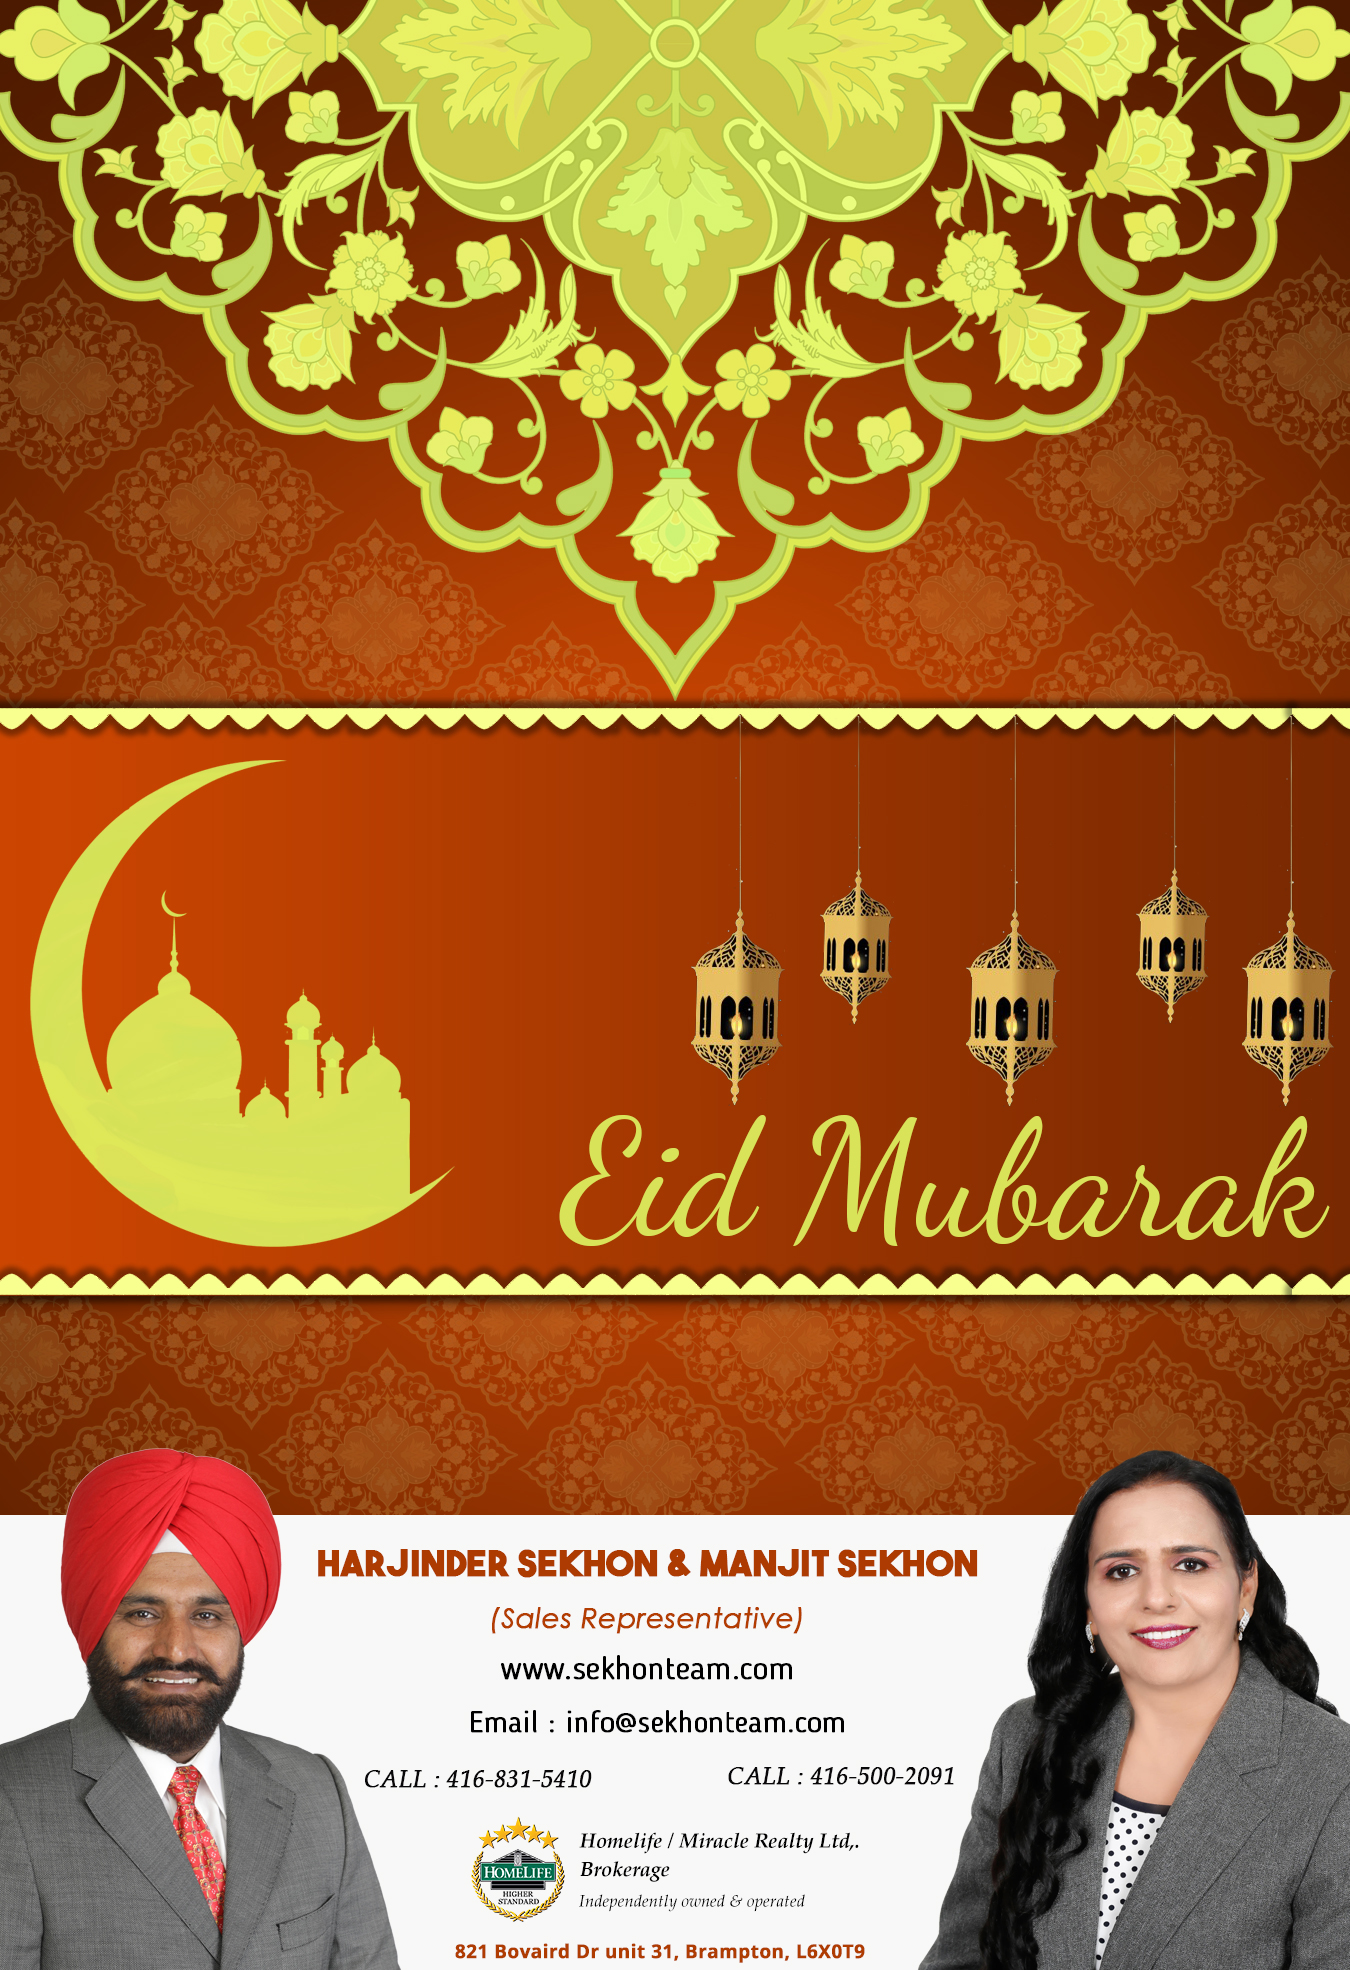 Eid Mubarak
HARJINDER SEKHON & MANJIT SEKHON
(Sales Representative)
www.sekhonteam.com
Email : info@sekhonteam.com
CALL : 416-831-5410
CALL : 416-500-2091
HOMELIFE
HIGHER
STANDARD
Homelife / Miracle Realty Ltd,.
Brokerage
Independently owned & operated
821 Bovaird Dr unit 31, Brampton, L6X0T9